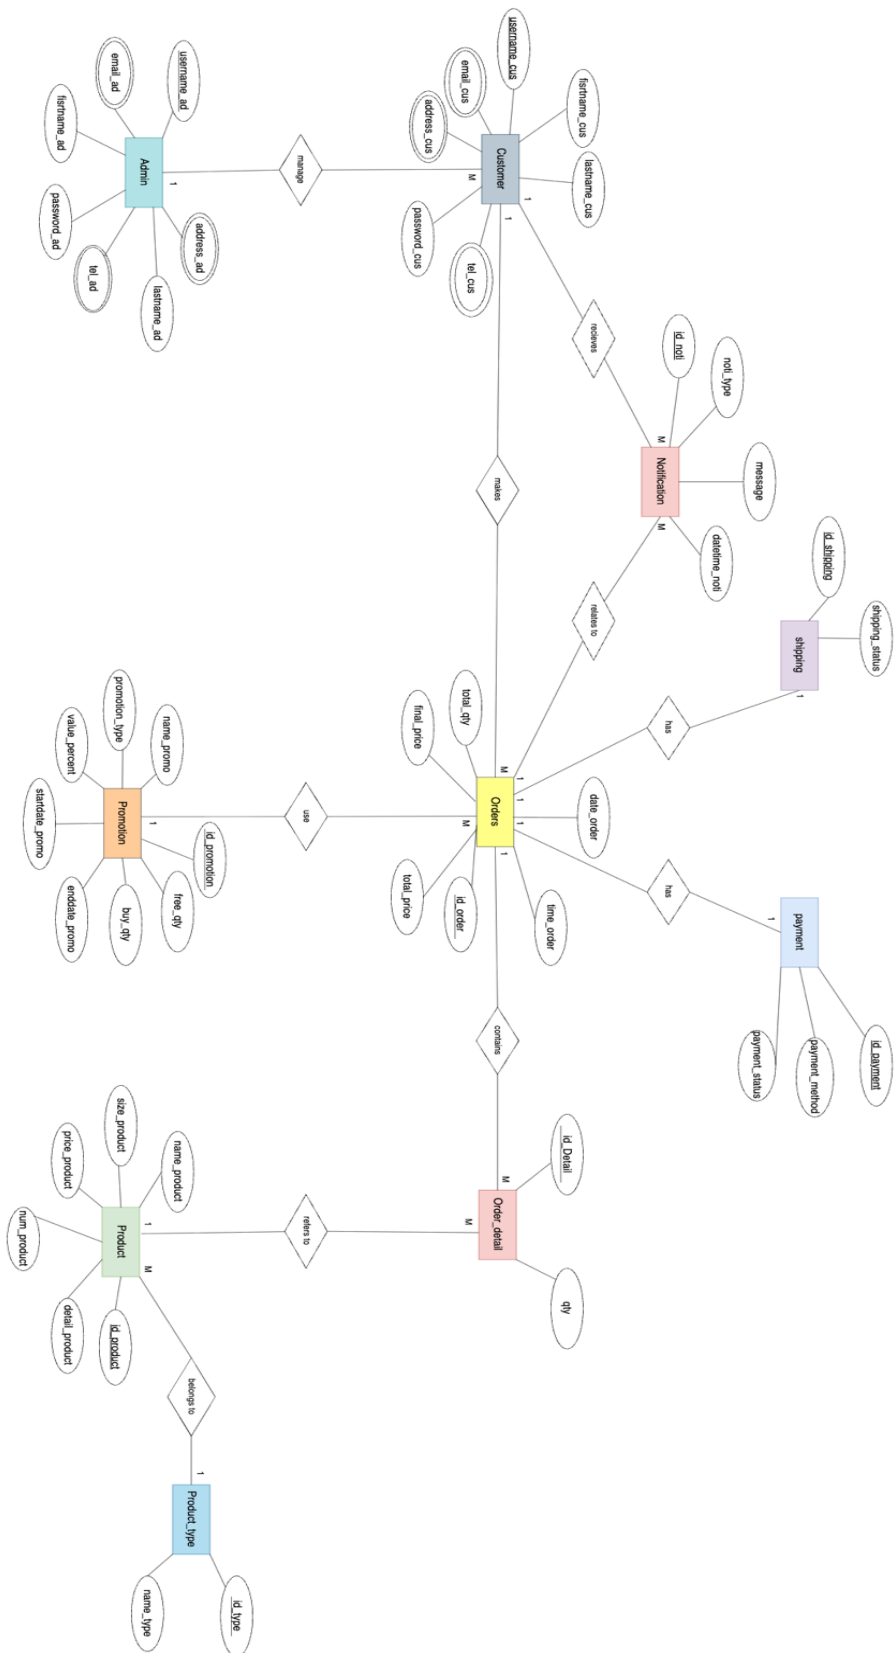 username_cus
fisrtname_cus
lastname_cus
email_cus
address_cus
password_cus
tel_cus
Customer
1
1
M
manage
username_ad
email_ad
fisrtname_ad
password_ad
tel_ad
lastname_ad
address_ad
Admin
1
recieves
makes
id_noti
noti_type
message
datetime_noti
Notification
M
M
relates to
id_shipping
shipping_status
shipping
1
has
total_qty
final_price
date_order
time_order
id_order
total_price
Orders
M
1
1
1
1
M
has
payment
1
id_payment
payment_method
payment_status
use
promotion_type
name_promo
value_percent
startdate_promo
enddate_promo
buy_qty
free_qty
id_promotion
Promotion
1
contains
_id_Detail_
qty
Order_detail
M
M
refers to
name_product
size_product
price_product
num_product
detail_product
id_product
Product
1
M
belongs to
1
Product_type
_id_type_
name_type